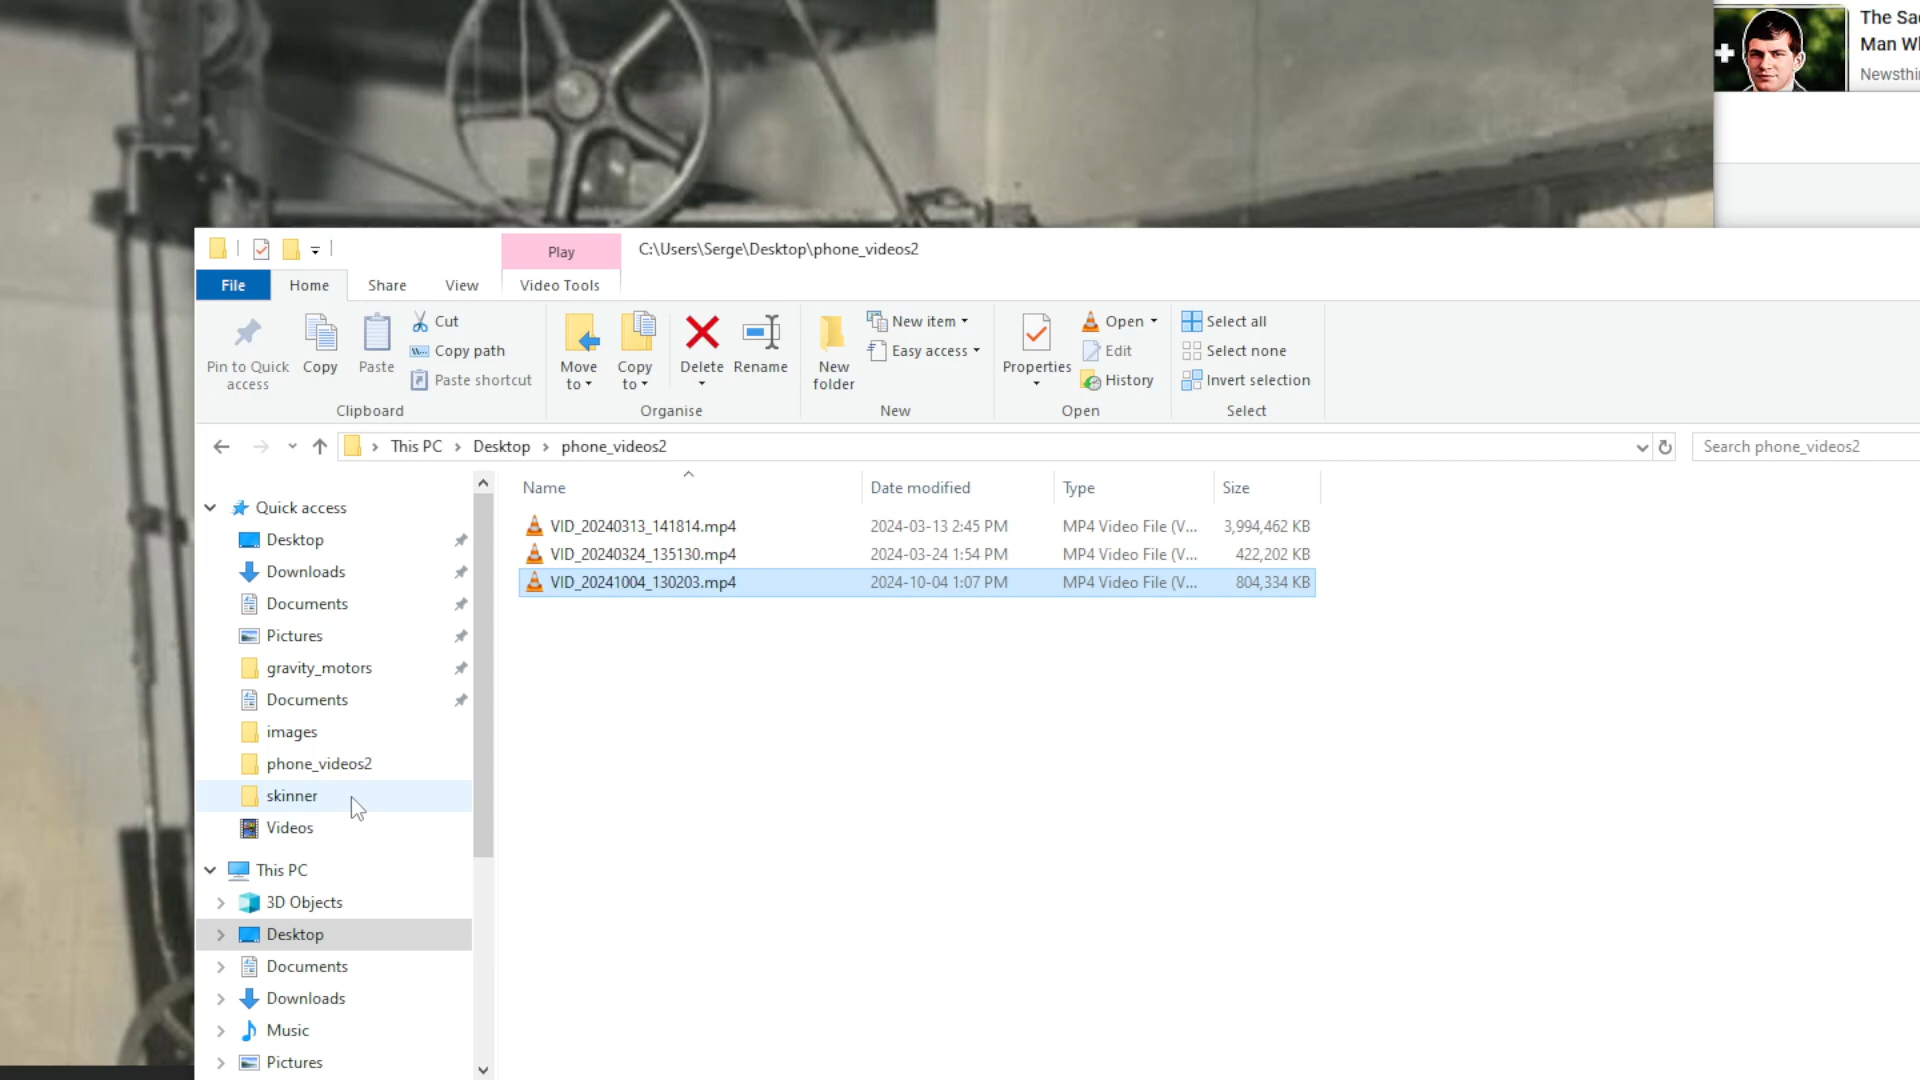 The
Man
Play
C:\Users\Serge\Desktop\phone_videos2
File
Home
Share
View
Video Tools
Pin to Quick
access
Copy
Paste
Cut
Copy path
Paste shortcut
Clipboard
Move
to
Copy
to
Delete
Rename
Organise
New
folder
New item
Easy access
New
Properties
Open
Edit
History
Open
Select all
Select none
Invert selection
Select
This PC
Desktop
phone_videos2
Search phone_videos2
Name
Date modified
Type
Size
VID_20240313_141814.mp4 2024-03-13 2:45 PM MP4 Video File (V... 3,994,462 KB
VID_20240324_135130.mp4 2024-03-24 1:54 PM MP4 Video File (V... 422,202 KB
VID_20241004_130203.mp4 2024-10-04 1:07 PM MP4 Video File (V... 804,334 KB
Quick access
Desktop
Downloads
Documents
Pictures
gravity_motors
Documents
images
phone_videos2
skinner
Videos
This PC
3D Objects
Desktop
Documents
Downloads
Music
Pictures